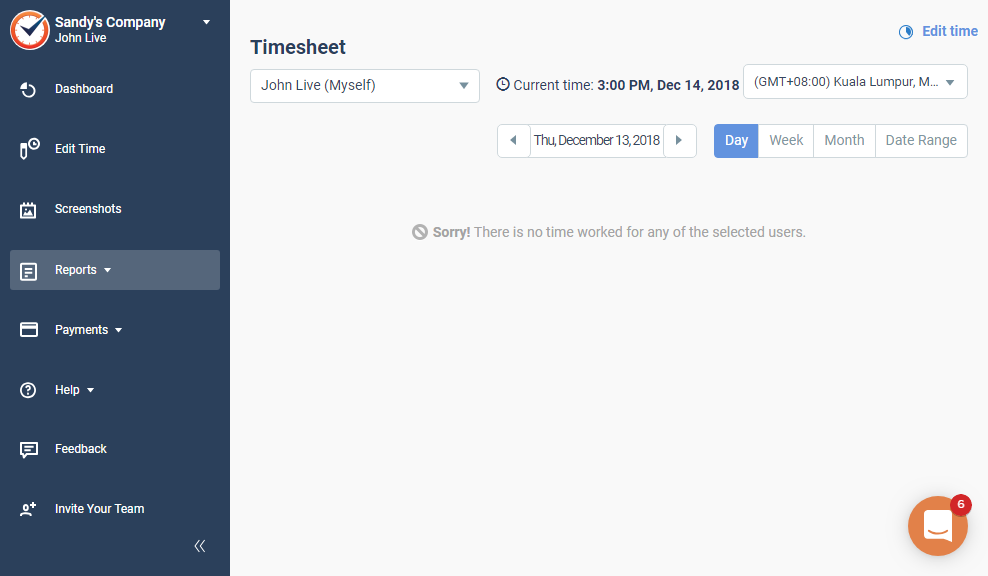 Sandy's Company
John Live
Dashboard
Edit Time
Screenshots
Reports
Payments
Help
Feedback
Invite Your Team
Edit time
Timesheet
John Live (Myself)
Current time: 3:00 PM, Dec 14, 2018
(GMT+08:00) Kuala Lumpur, M...
Thu, December 13, 2018
Day Week Month Date Range
Sorry! There is no time worked for any of the selected users.
6